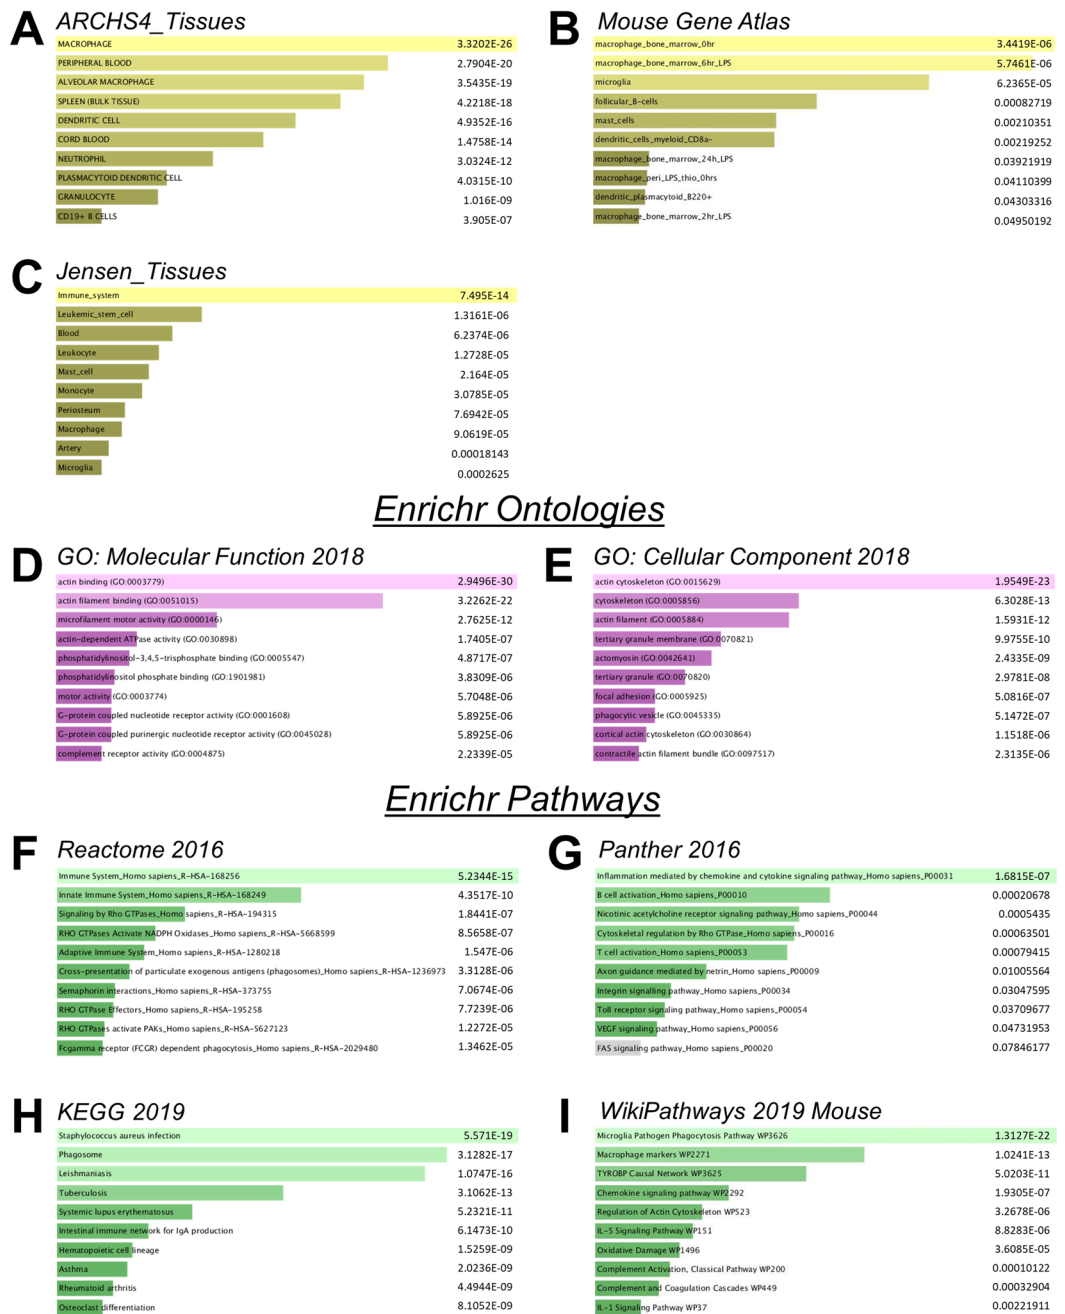 A ARCHS4_Tissues
MACROPHAGE 3.3202E-26
PERIPHERAL BLOOD 2.7904E-20
ALVEOLAR MACROPHAGE 3.5435E-19
SPLEEN (BULK TISSUE) 4.2218E-18
DENDRITIC CELL 4.9352E-16
CORD BLOOD 1.4758E-14
NEUTROPHIL 3.0324E-12
PLASMACYTOID DENDRITIC CELL 4.0315E-10
GRANULOCYTE 1.016E-09
CD19+ B CELLS 3.905E-07
B Mouse Gene Atlas
macrophage_bone_marrow_0hr 3.4419E-06
macrophage_bone_marrow_6hr_LPS 5.7461E-06
microglia 6.2365E-05
follicular_B-cells 0.00082719
mast_cells 0.00210351
dendritic_cells_myeloid_CD8a- 0.00219252
macrophage_bone_marrow_24h_LPS 0.03921919
macrophage_peri_LPS_thio_0hrs 0.04110399
dendritic_plasmacytoid_B220+ 0.04303316
macrophage_bone_marrow_2hr_LPS 0.04950192
C Jensen_Tissues
Immune_system 7.495E-14
Leukemic_stem_cell 1.3161E-06
Blood 6.2374E-06
Leukocyte 1.2728E-05
Mast_cell 2.164E-05
Monocyte 3.0785E-05
Periosteum 7.6942E-05
Macrophage 9.0619E-05
Artery 0.00018143
Microglia 0.0002625
Enrichr Ontologies
D GO: Molecular Function 2018
actin binding (GO:0003779) 2.9496E-30
actin filament binding (GO:0051015) 3.2262E-22
microfilament motor activity (GO:0000146) 2.7625E-12
actin-dependent ATPase activity (GO:0030898) 1.7405E-07
phosphatidylinositol-3,4,5-trisphosphate binding (GO:0005547) 4.8717E-07
phosphatidylinositol phosphate binding (GO:1901981) 3.8309E-06
motor activity (GO:0003774) 5.7048E-06
G-protein coupled nucleotide receptor activity (GO:0001608) 5.8925E-06
G-protein coupled purinergic nucleotide receptor activity (GO:0045028) 5.8925E-06
complement receptor activity (GO:0004875) 2.2339E-05
E GO: Cellular Component 2018
actin cytoskeleton (GO:0015629) 1.9549E-23
cytoskeleton (GO:0005856) 6.3028E-13
actin filament (GO:0005884) 1.5931E-12
tertiary granule membrane (GO:0070821) 9.9755E-10
actomyosin (GO:0042641) 2.4335E-09
tertiary granule (GO:0070820) 2.9781E-08
focal adhesion (GO:0005925) 5.0816E-07
phagocytic vesicle (GO:0045335) 5.1472E-07
cortical actin cytoskeleton (GO:0030864) 1.1518E-06
contractile actin filament bundle (GO:0097517) 2.3135E-06
Enrichr Pathways
F Reactome 2016
Immune System_Homo sapiens_R-HSA-168256 5.2344E-15
Innate Immune System_Homo sapiens_R-HSA-168249 4.3517E-10
Signaling by Rho GTPases_Homo sapiens_R-HSA-194315 1.8441E-07
RHO GTPases Activate NADPH Oxidases_Homo sapiens_R-HSA-5668599 8.5658E-07
Adaptive Immune System_Homo sapiens_R-HSA-1280218 1.547E-06
Cross-presentation of particulate exogenous antigens (phagosomes)_Homo sapiens_R-HSA-1236973 3.3128E-06
Semaphorin interactions_Homo sapiens_R-HSA-373755 7.0674E-06
RHO GTPase Effectors_Homo sapiens_R-HSA-195258 7.7239E-06
RHO GTPases activate PAKs_Homo sapiens_R-HSA-5627123 1.2272E-05
Fcgamma receptor (FCGR) dependent phagocytosis_Homo sapiens_R-HSA-2029480 1.3462E-05
G Panther 2016
Inflammation mediated by chemokine and cytokine signaling pathway_Homo sapiens_P00031 1.6815E-07
B cell activation_Homo sapiens_P00010 0.00020678
Nicotinic acetylcholine receptor signaling pathway_Homo sapiens_P00044 0.0005435
Cytoskeletal regulation by Rho GTPase_Homo sapiens_P00016 0.00063501
T cell activation_Homo sapiens_P00053 0.00079415
Axon guidance mediated by netrin_Homo sapiens_P00009 0.01005564
Integrin signalling pathway_Homo sapiens_P00034 0.03047595
Toll receptor signaling pathway_Homo sapiens_P00054 0.03709677
VEGF signaling pathway_Homo sapiens_P00056 0.04731953
FAS signaling pathway_Homo sapiens_P00020 0.07846177
H KEGG 2019
Staphylococcus aureus infection 5.571E-19
Phagosome 3.1282E-17
Leishmaniasis 1.0747E-16
Tuberculosis 3.1062E-13
Systemic lupus erythematosus 5.2321E-11
Intestinal immune network for IgA production 6.1473E-10
Hematopoietic cell lineage 1.5259E-09
Asthma 2.0236E-09
Rheumatoid arthritis 4.4944E-09
Osteoclast differentiation 8.1052E-09
I WikiPathways 2019 Mouse
Microglia Pathogen Phagocytosis Pathway WP3626 1.3127E-22
Macrophage markers WP2271 1.0241E-13
TYROBP Causal Network WP3625 5.0203E-11
Chemokine signaling pathway WP2292 1.9305E-07
Regulation of Actin Cytoskeleton WP523 3.2678E-06
IL-5 Signaling Pathway WP151 8.8283E-06
Oxidative Damage WP1496 3.6085E-05
Complement Activation, Classical Pathway WP200 0.00010122
Complement and Coagulation Cascades WP449 0.00032904
IL-1 Signaling Pathway WP37 0.00221911